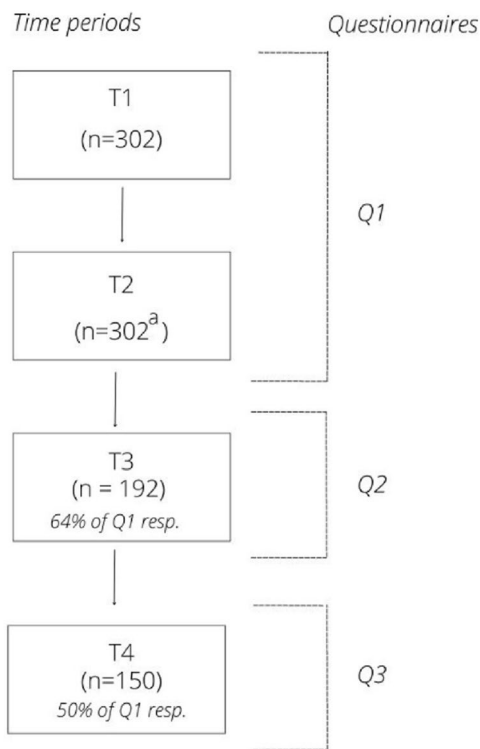 Time periods
Questionnaires
T1
(n=302)
Q1
T2
(n=302ᵃ)
T3
(n = 192)
64% of Q1 resp.
Q2
T4
(n=150)
50% of Q1 resp.
Q3